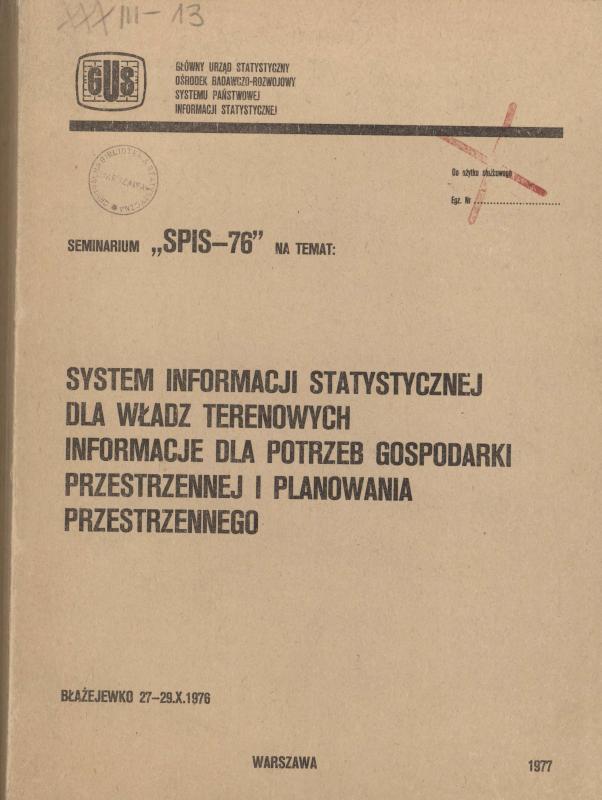 XXXIII-13
GUS
GŁÓWNY URZĄD STATYSTYCZNY
OŚRODEK BADAWCZO-ROZWOJOWY
SYSTEMU PAŃSTWOWEJ
INFORMACJI STATYSTYCZNEJ
Do użytku służbowego
Egz. Nr
SEMINARIUM „SPIS-76” NA TEMAT:
SYSTEM INFORMACJI STATYSTYCZNEJ
DLA WŁADZ TERENOWYCH
INFORMACJE DLA POTRZEB GOSPODARKI
PRZESTRZENNEJ I PLANOWANIA
PRZESTRZENNEGO
BŁAŻEJEWKO 27-29.X.1976
WARSZAWA
1977